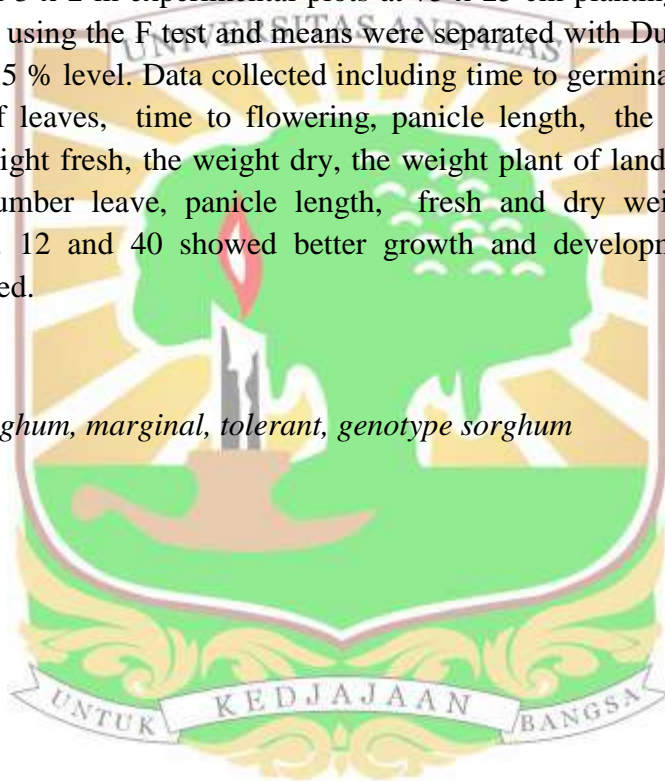 using the F test and means were separated with Du
5 % level. Data collected including time to germina
f leaves, time to flowering, panicle length, the
ight fresh, the weight dry, the weight plant of land
umber leave, panicle length, fresh and dry wei
12 and 40 showed better growth and developm
ed.
ghum, marginal, tolerant, genotype sorghum
UNIVERSITAS ANDALAS
UNTUK KEDJAJAAN BANGSA